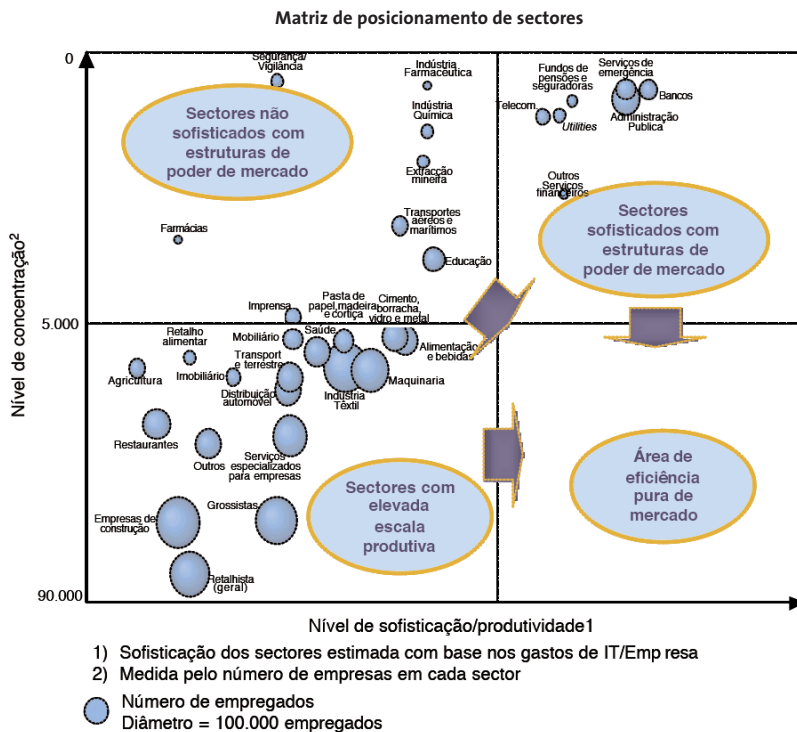 Matriz de posicionamento de sectores
0
5.000
90.000
Nível de concentração2
Segurança/
Vigilância
Indústria
Farmacêutica
Indústria
Química
Extracção
mineira
Transportes
aéreos e
marítimos
Educação
Farmácias
Sectores não
sofisticados com
estruturas de
poder de mercado
Fundos de
pensões e
seguradoras
Serviços de
emergência
Telecom
Utilities
Bancos
Administração
Publica
Outros
Serviços
financeiros
Sectores
sofisticados com
estruturas de
poder de mercado
Imprensa
Pasta de
papel,madeira
e cortiça
Cimento,
borracha,
vidro e metal
Retalho
alimentar
Mobiliário
Saúde
Alimentação
e bebidas
Agricultura
Imobiliário
Transport
e terrestre
Distribuição
automóvel
Indústria
Têxtil
Maquinaria
Restaurantes
Outros
Serviços
especializados
para empresas
Empresas de
construção
Grossistas
Retalhista
(geral)
Sectores com
elevada
escala
produtiva
Área de
eficiência
pura de
mercado
Nível de sofisticação/produtividade1
1) Sofisticação dos sectores estimada com base nos gastos de IT/Emp resa
2) Medida pelo número de empresas em cada sector
Número de empregados
Diâmetro = 100.000 empregados